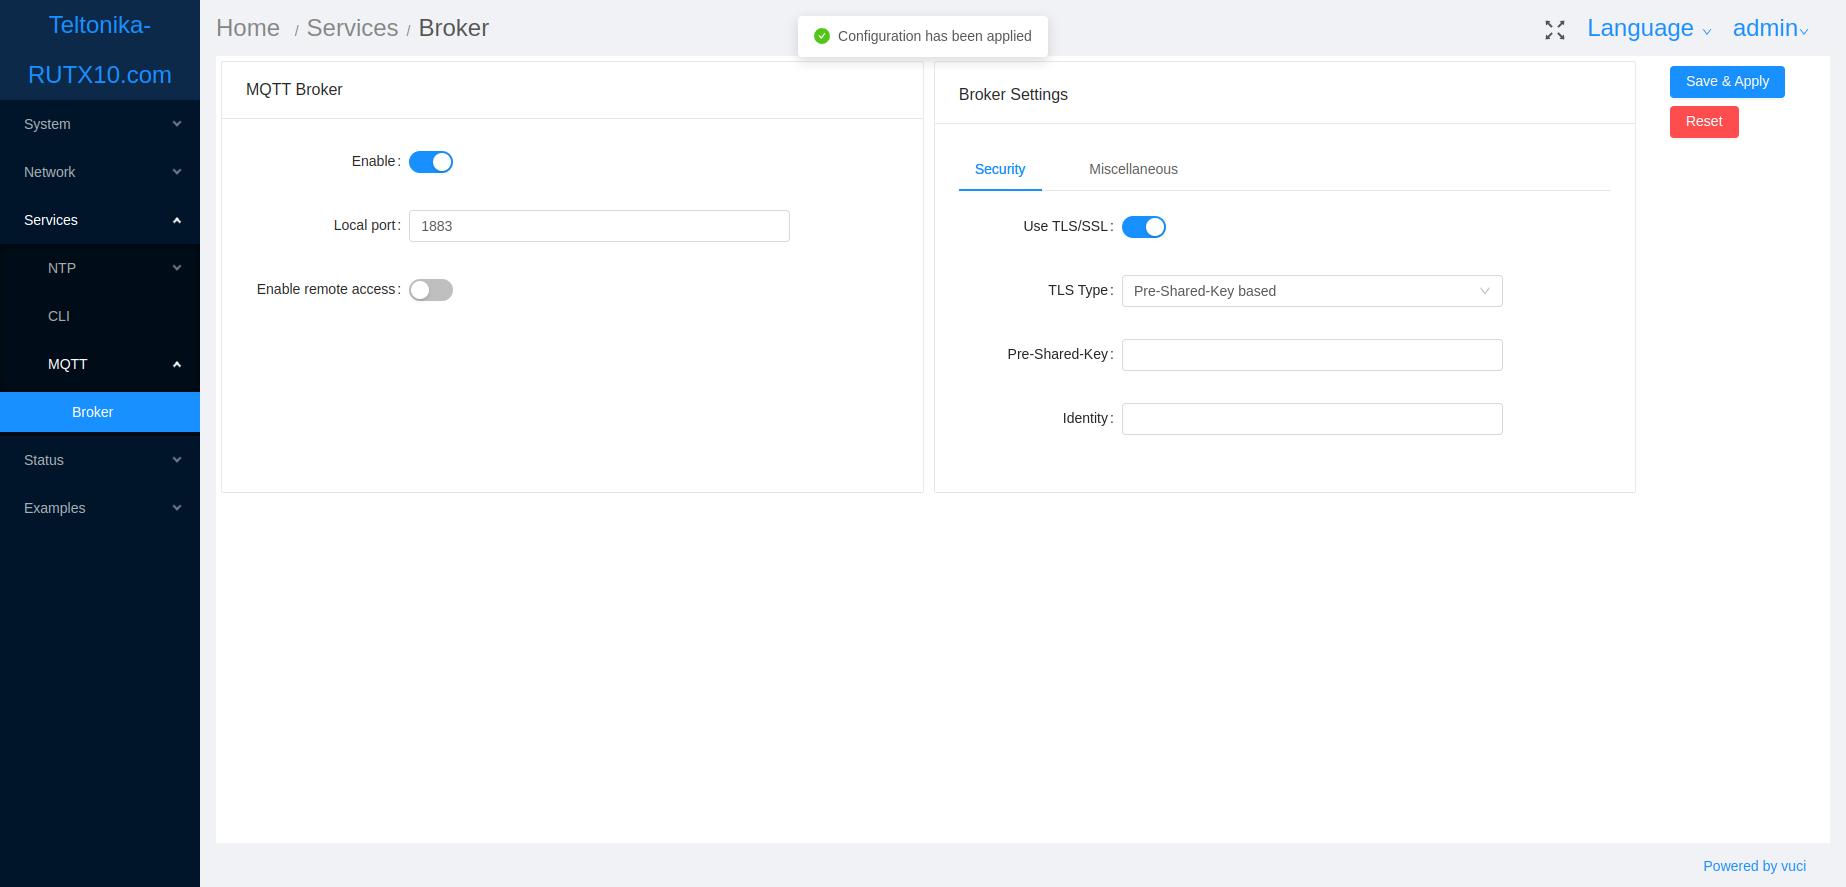 Teltonika-
RUTX10.com
System
Network
Services
NTP
CLI
MQTT
Broker
Status
Examples
Home / Services / Broker
Configuration has been applied
Language
admin
MQTT Broker
Enable:
Local port: 1883
Enable remote access:
Broker Settings
Security Miscellaneous
Use TLS/SSL:
TLS Type: Pre-Shared-Key based
Pre-Shared-Key:
Identity:
Save & Apply
Reset
Powered by vuci